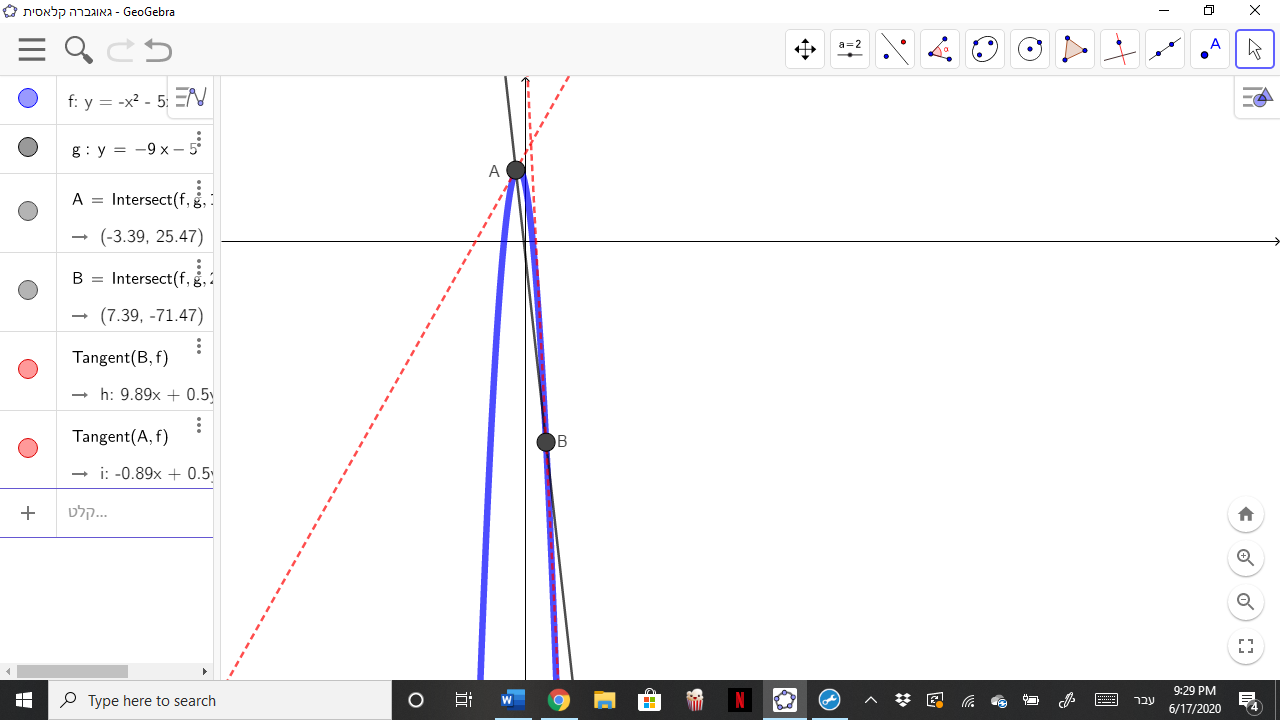 גאוגברה קלאסית - GeoGebra
a=2
α
A
f: y = -x² - 5
g : y = −9 x − 5
A = Intersect(f, g,
→ (-3.39, 25.47)
B = Intersect(f, g, 2
→ (7.39, -71.47)
Tangent(B, f)
→ h: 9.89x + 0.5y
Tangent(A, f)
→ i: -0.89x + 0.5y
קלט...
A
B
Type here to search
W
N
עבר
9:29 PM
6/17/2020
4